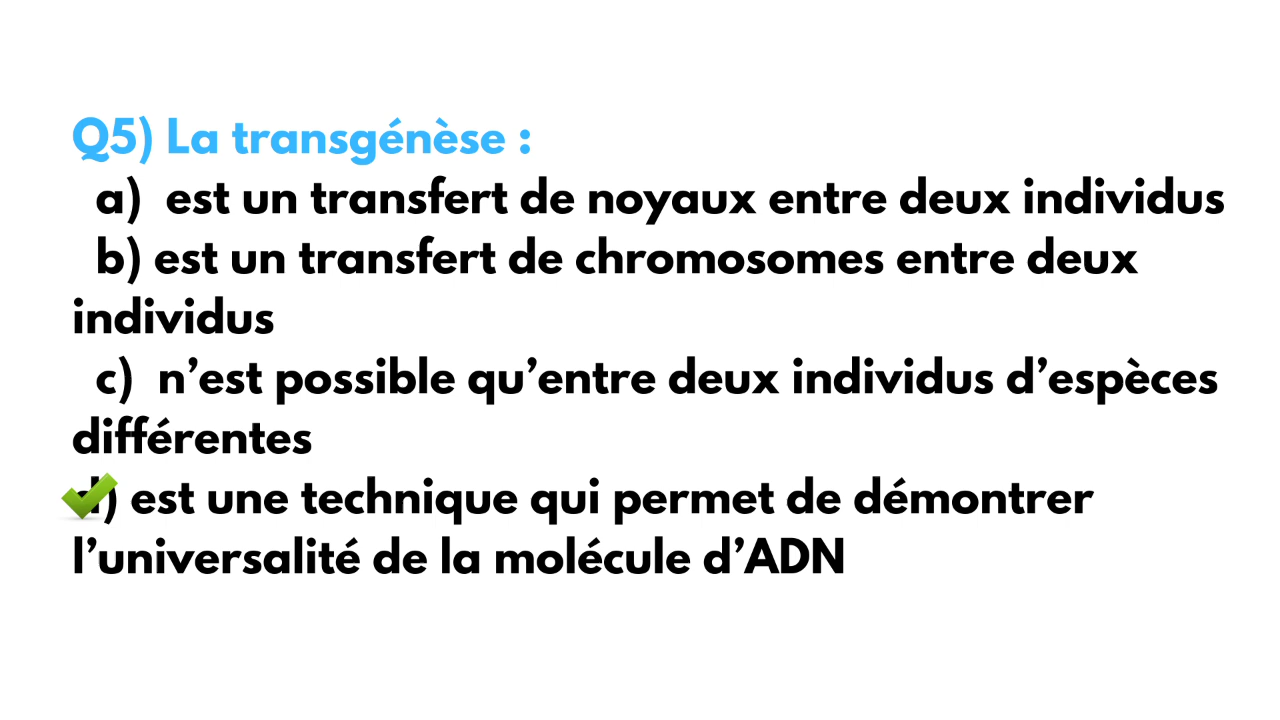 Q5) La transgénèse :
a) est un transfert de noyaux entre deux individus
b) est un transfert de chromosomes entre deux
individus
c) n’est possible qu’entre deux individus d’espèces
différentes
d) est une technique qui permet de démontrer
l’universalité de la molécule d’ADN